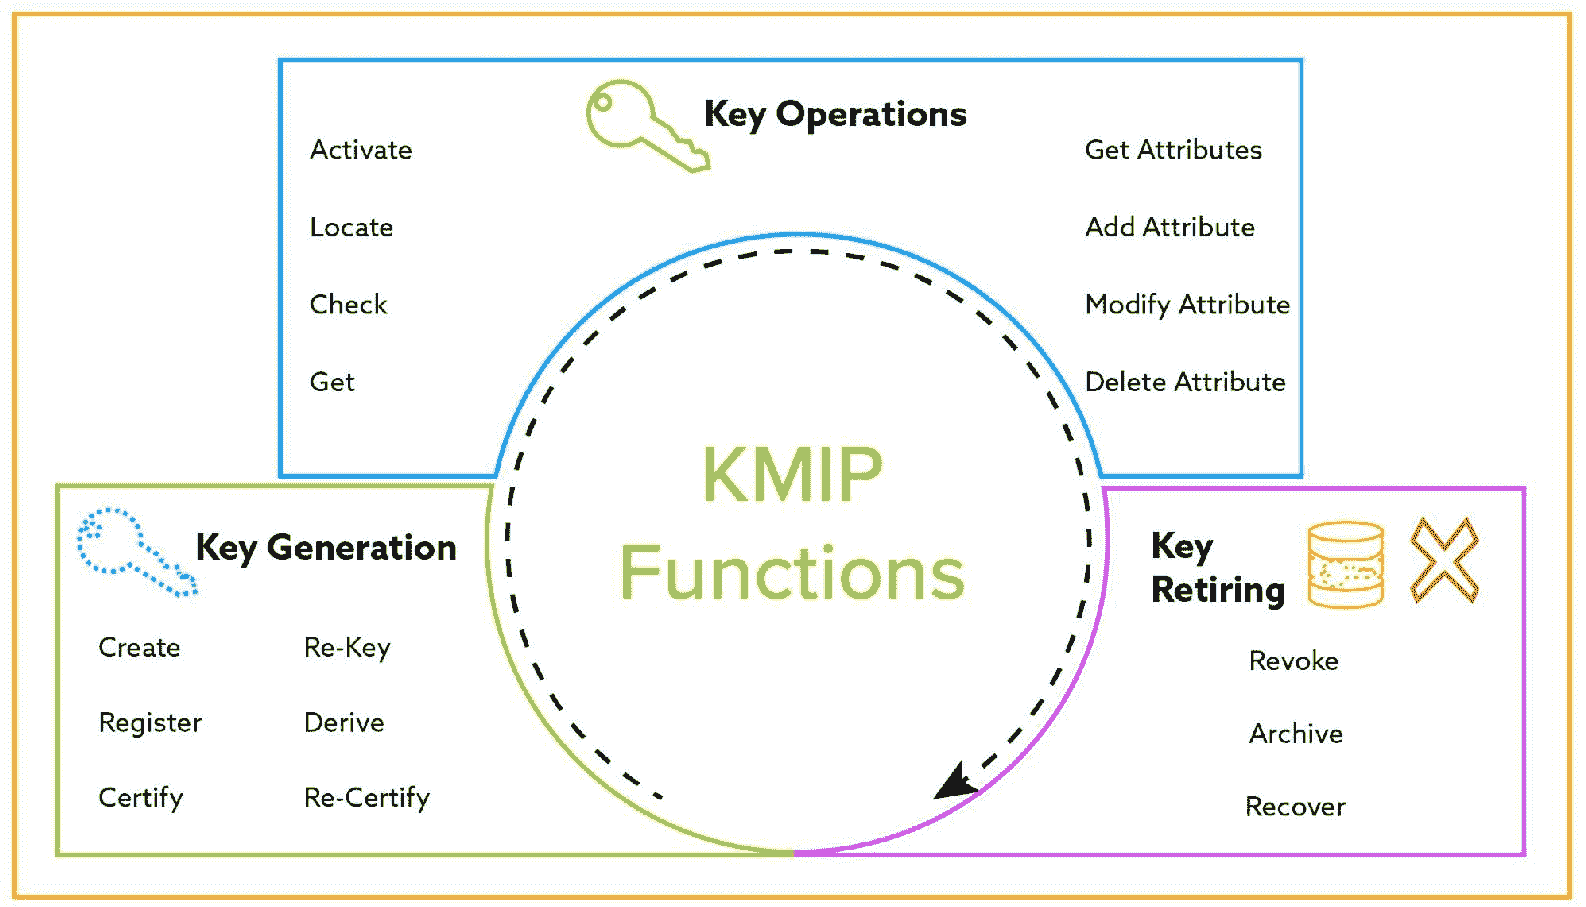 Key Operations
Activate
Locate
Check
Get
Get Attributes
Add Attribute
Modify Attribute
Delete Attribute
KMIP
Functions
Key Generation
Create
Register
Certify
Re-Key
Derive
Re-Certify
Key
Retiring
Revoke
Archive
Recover